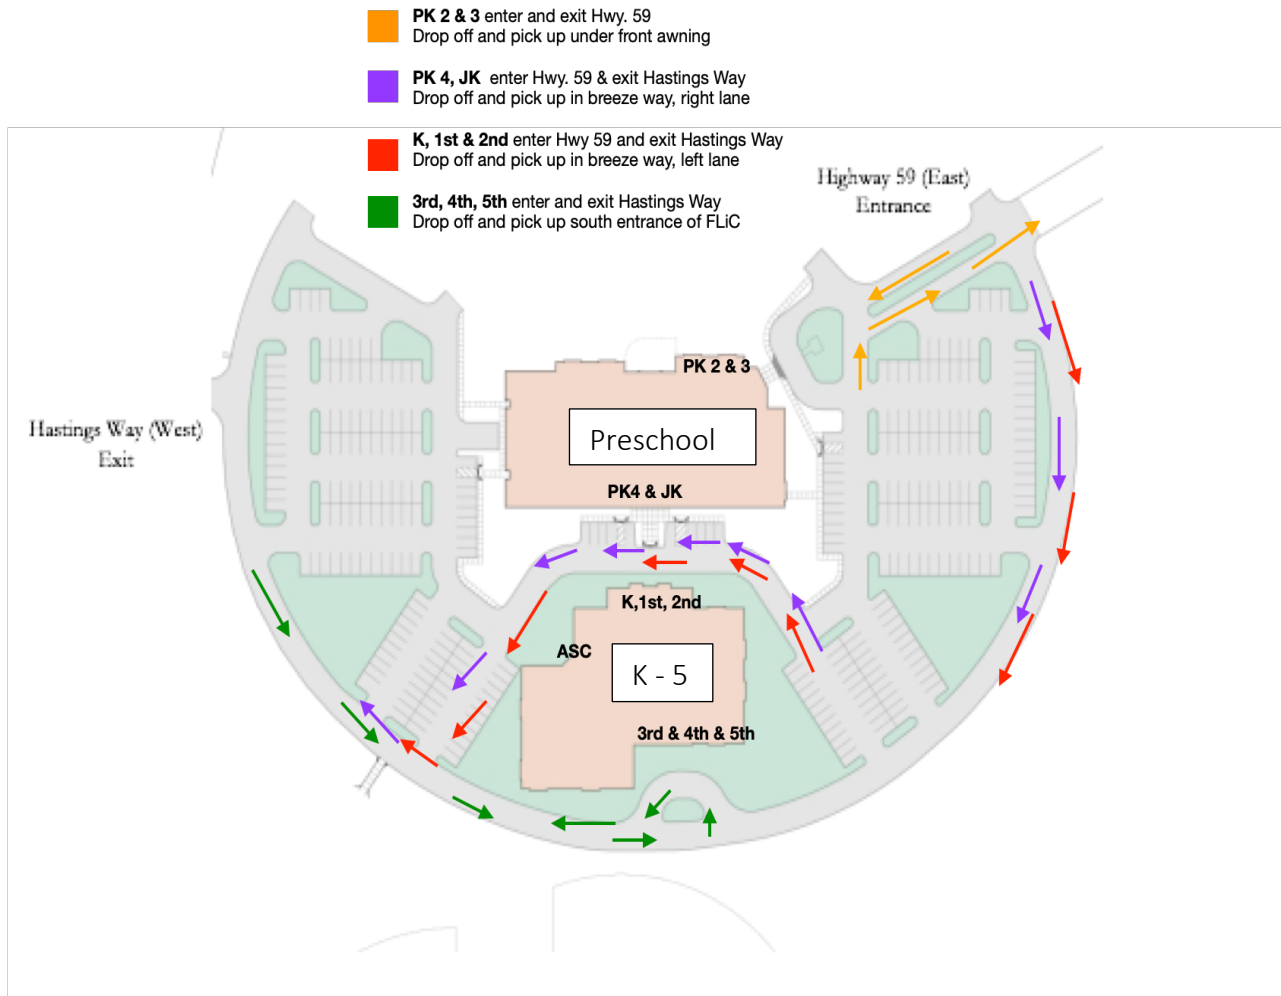 PK 2 & 3 enter and exit Hwy. 59
Drop off and pick up under front awning
PK 4, JK  enter Hwy. 59 & exit Hastings Way
Drop off and pick up in breeze way, right lane
K, 1st & 2nd enter Hwy 59 and exit Hastings Way
Drop off and pick up in breeze way, left lane
3rd, 4th, 5th enter and exit Hastings Way
Drop off and pick up south entrance of FLiC
Highway 59 (East)
Entrance
PK 2 & 3
Preschool
Hastings Way (West)
Exit
PK4 & JK
K,1st, 2nd
ASC
K - 5
3rd & 4th & 5th